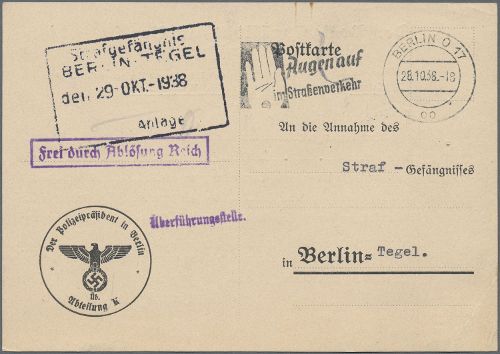 Strafgefängnis
BERLIN-TEGEL
den 29·OKT.-1938
Anlage
Postkarte
Augen auf
im Straßenverkehr
BERLIN O 17
28.10.38.-18
oo
An die Annahme des
Frei durch Ablösung Reich
Straf - Gefängnisses
Überführungsstelle.
Der Polizeipräsident in Berlin
Abteilung K
in Berlin=Tegel.